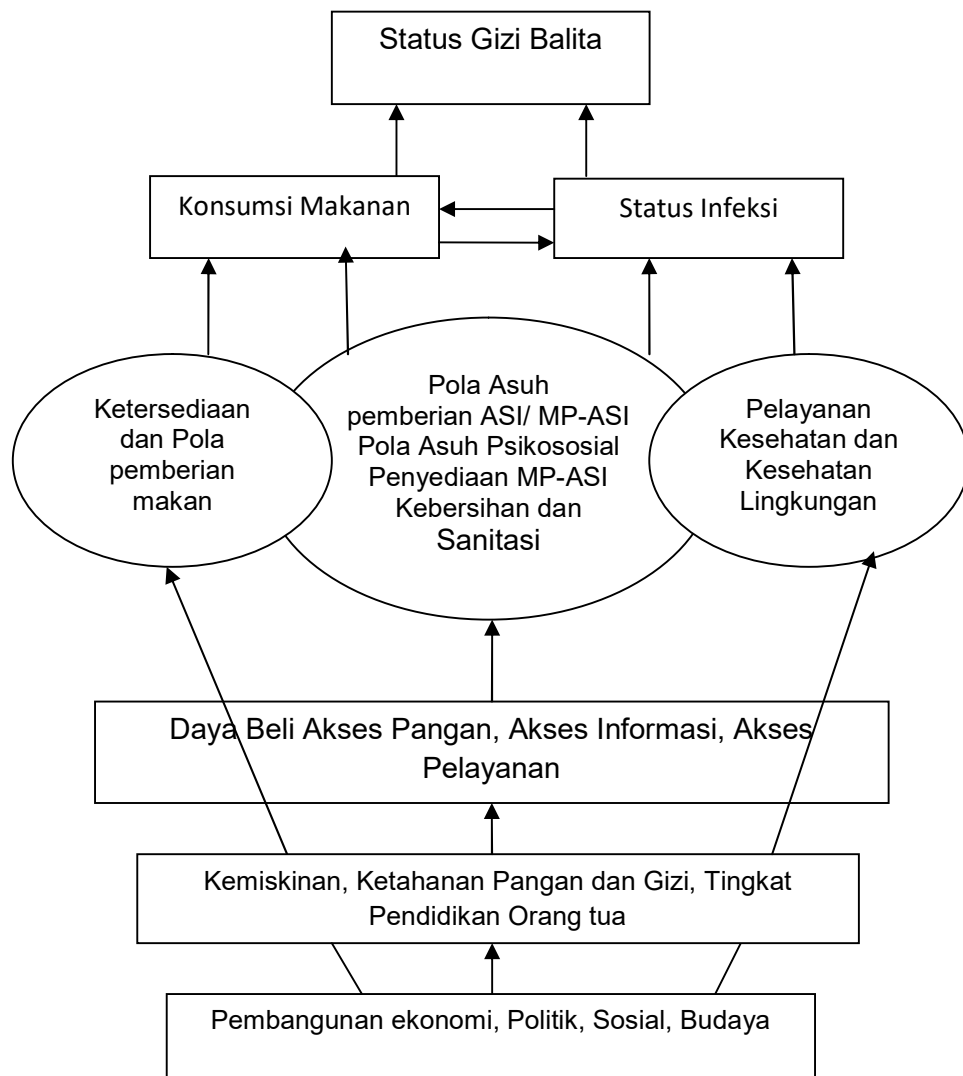 Status Gizi Balita
Konsumsi Makanan
Status Infeksi
Ketersediaan
dan Pola
pemberian
makan
Pola Asuh
pemberian ASI/ MP-ASI
Pola Asuh Psikososial
Penyediaan MP-ASI
Kebersihan dan
Sanitasi
Pelayanan
Kesehatan dan
Kesehatan
Lingkungan
Daya Beli Akses Pangan, Akses Informasi, Akses
Pelayanan
Kemiskinan, Ketahanan Pangan dan Gizi, Tingkat
Pendidikan Orang tua
Pembangunan ekonomi, Politik, Sosial, Budaya